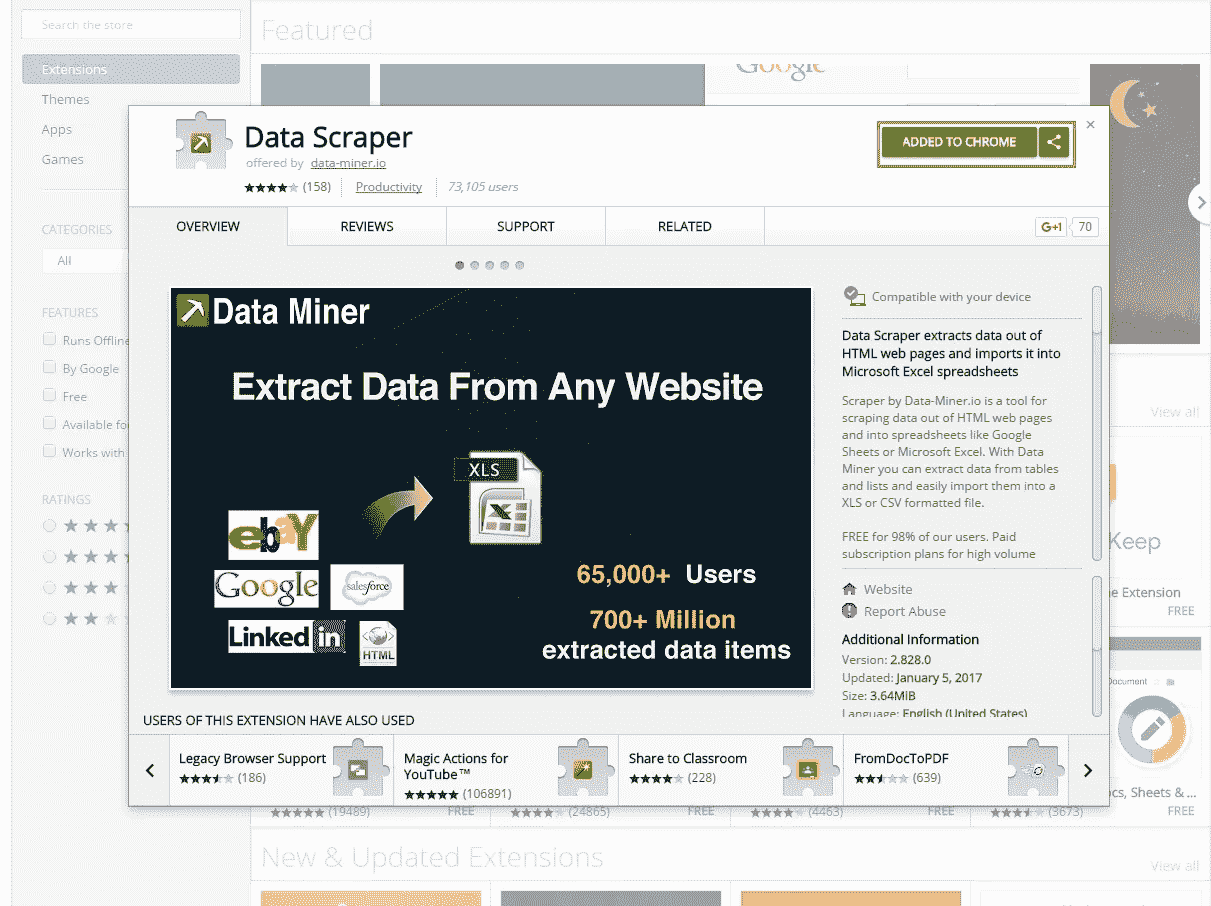 Search the store
Featured
Extensions
Themes
Apps
Games
CATEGORIES
All
FEATURES
Runs Offline
By Google
Free
Available fo
Works with
RATINGS
Google
Data Scraper
offered by data-miner.io
(158) Productivity 73,105 users
ADDED TO CHROME
×
OVERVIEW REVIEWS SUPPORT RELATED
G+1 70
Data Miner
Extract Data From Any Website
XLS
ebay
Google
salesforce
Linked in
HTML
65,000+ Users
700+ Million
extracted data items
Compatible with your device
Data Scraper extracts data out of
HTML web pages and imports it into
Microsoft Excel spreadsheets
Scraper by Data-Miner.io is a tool for
scraping data out of HTML web pages
and into spreadsheets like Google
Sheets or Microsoft Excel. With Data
Miner you can extract data from tables
and lists and easily import them into a
XLS or CSV formatted file.
FREE for 98% of our users. Paid
subscription plans for high volume
Website
Report Abuse
Additional Information
Version: 2.828.0
Updated: January 5, 2017
Size: 3.64MiB
Language: English (United States)
USERS OF THIS EXTENSION HAVE ALSO USED
Legacy Browser Support
(186)
Magic Actions for
YouTube™
(106891)
Share to Classroom
(228)
FromDocToPDF
(639)
View all
Keep
e Extension
FREE
Document
ocs, Sheets & ...
FREE
(19489) FREE (24865) FREE (4463) FREE (3673)
New & Updated Extensions
View all